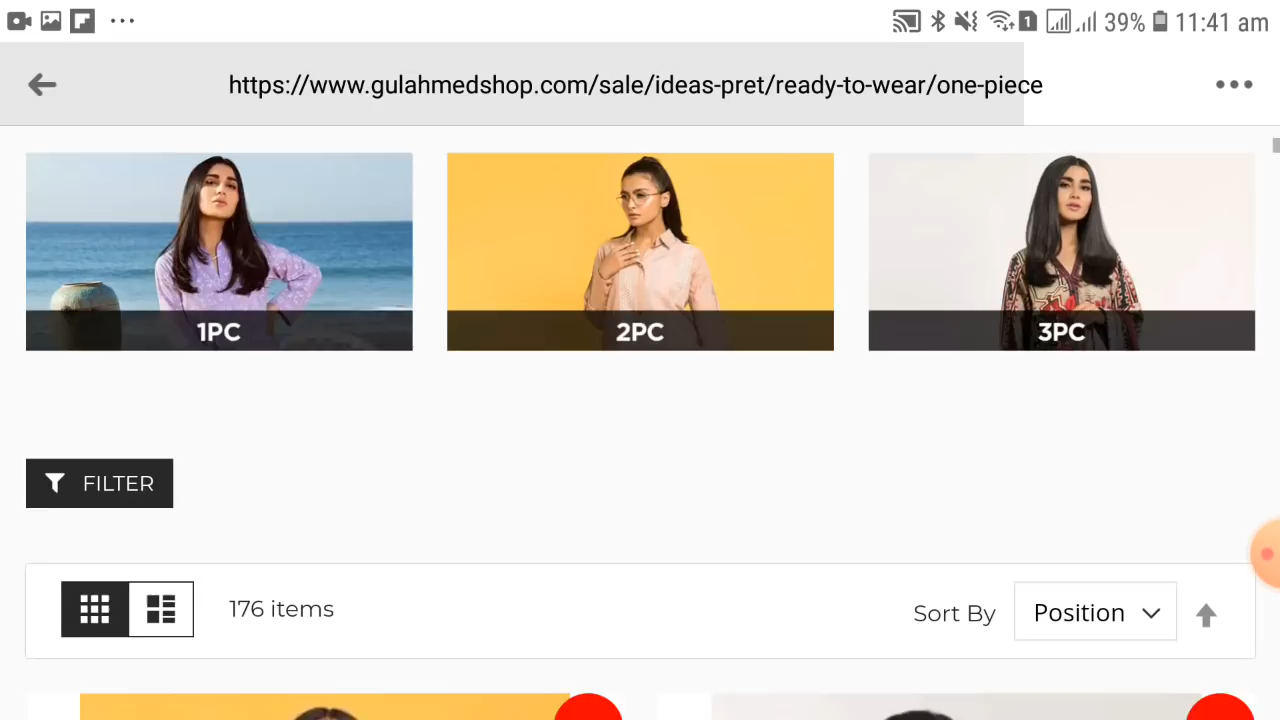 1 39% 11:41 am
https://www.gulahmedshop.com/sale/ideas-pret/ready-to-wear/one-piece
1PC 2PC 3PC
FILTER
176 items Sort By Position